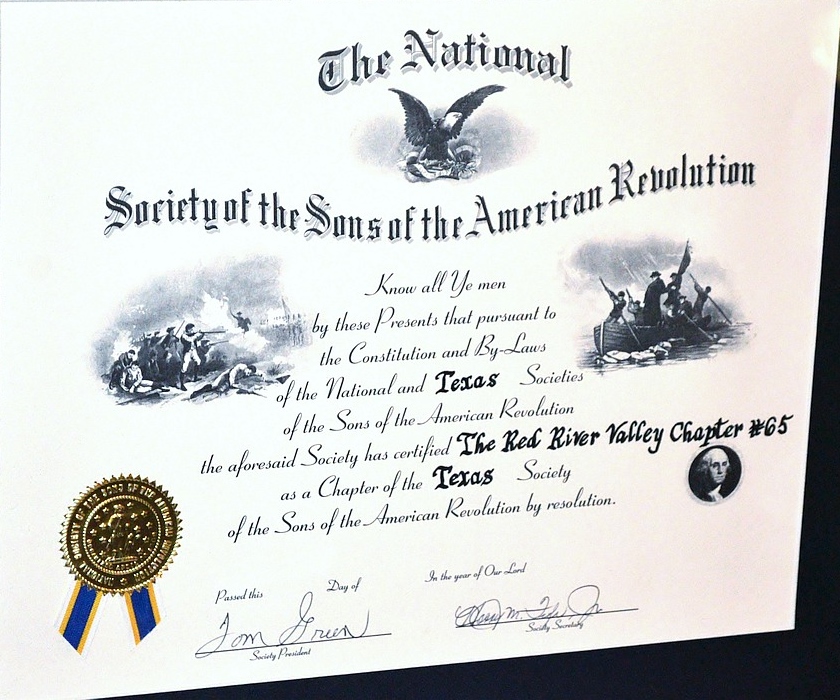 The National
Society of the Sons of the American Revolution
Know all Ye men
by these Presents that pursuant to
the Constitution and By-Laws
of the National and Texas Societies
of the Sons of the American Revolution
the aforesaid Society has certified The Red River Valley Chapter #65
as a Chapter of the Texas Society
of the Sons of the American Revolution by resolution.
Passed this Day of In the year of Our Lord
Tom Green
Society President
Society Secretary